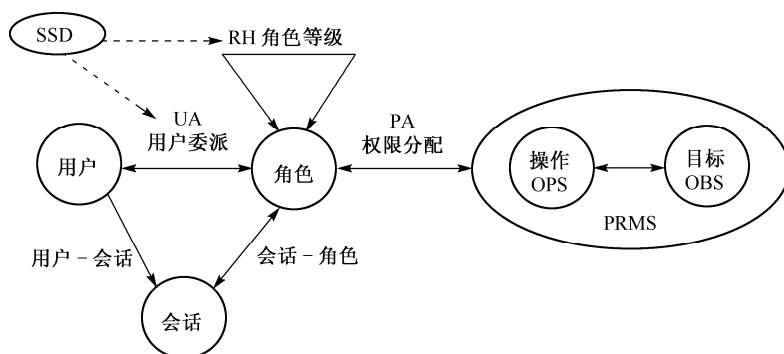 SSD
RH 角色等级
UA
用户委派
PA
权限分配
用户
角色
操作
OPS
目标
OBS
PRMS
用户－会话
会话－角色
会话